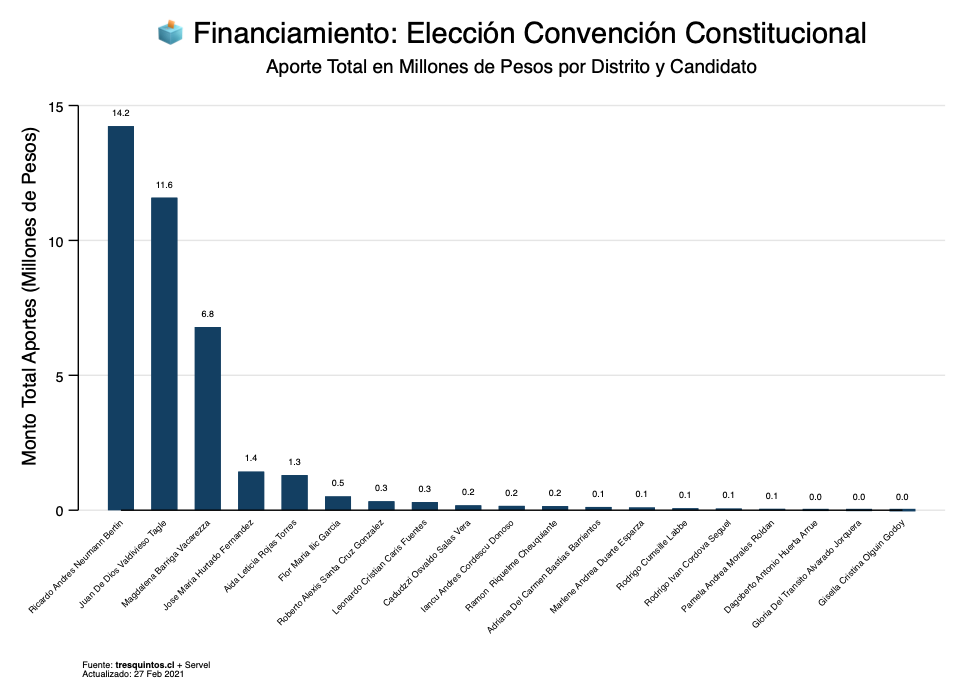 Financiamiento: Elección Convención Constitucional
Aporte Total en Millones de Pesos por Distrito y Candidato
Monto Total Aportes (Millones de Pesos)
15
10
5
0
14.2
11.6
6.8
1.4
1.3
0.5
0.3
0.3
0.2
0.2
0.2
0.1
0.1
0.1
0.1
0.1
0.0
0.0
0.0
Ricardo Andres Neumann Bertin
Juan De Dios Valdivieso Tagle
Magdalena Barriga Vacarezza
Jose Maria Hurtado Fernandez
Aida Leticia Rojas Torres
Flor Maria Ilic Garcia
Roberto Alexis Santa Cruz Gonzalez
Leonardo Cristian Caris Fuentes
Caduzzi Osvaldo Salas Vera
Iancu Andres Cordescu Donoso
Ramon Riquelme Cheuquiante
Adriana Del Carmen Bastias Barrientos
Marlene Andrea Duarte Esparza
Rodrigo Cumsille Labbe
Rodrigo Ivan Cordova Seguel
Pamela Andrea Morales Roldan
Dagoberto Antonio Huerta Arrue
Gloria Del Transito Alvarado Jorquera
Gisella Cristina Olguin Godoy
Fuente: tresquintos.cl + Servel
Actualizado: 27 Feb 2021